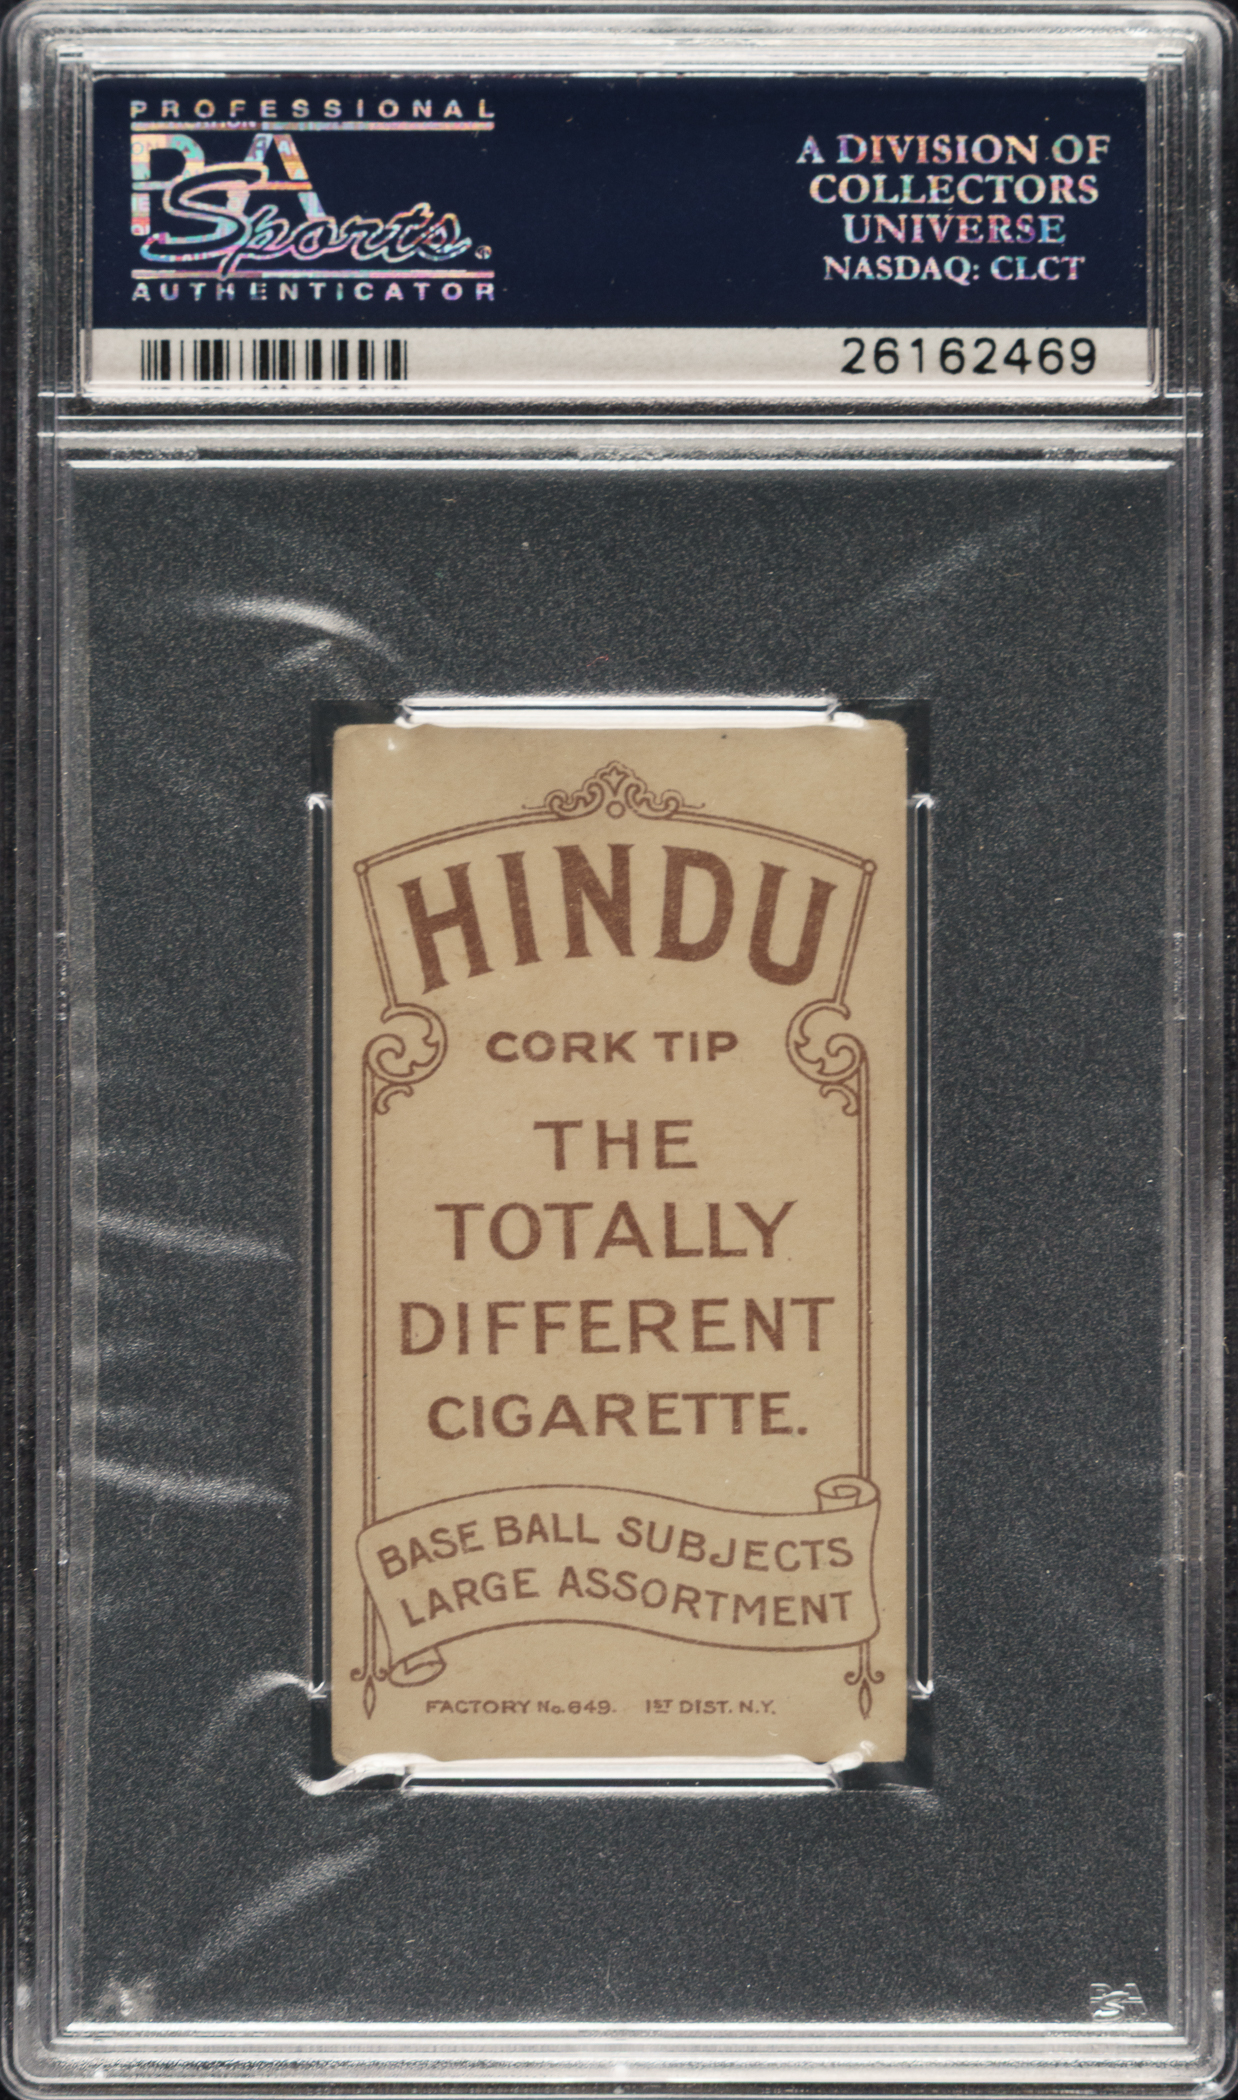 PROFESSIONAL
PSA
Sports
AUTHENTICATOR
A DIVISION OF
COLLECTORS
UNIVERSE
NASDAQ: CLCT
26162469
HINDU
CORK TIP
THE
TOTALLY
DIFFERENT
CIGARETTE.
BASE BALL SUBJECTS
LARGE ASSORTMENT
FACTORY No. 649. 1ST DIST. N.Y.
PSA